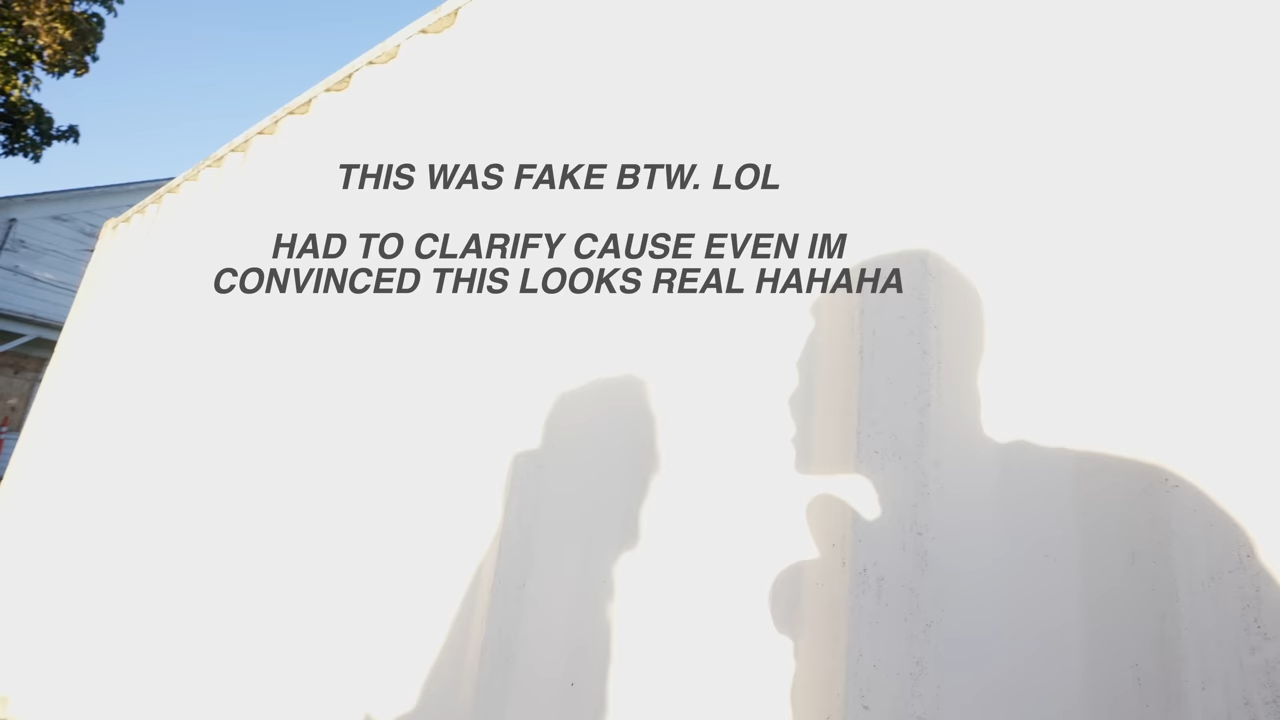 THIS WAS FAKE BTW. LOL
HAD TO CLARIFY CAUSE EVEN IM
CONVINCED THIS LOOKS REAL HAHAHA